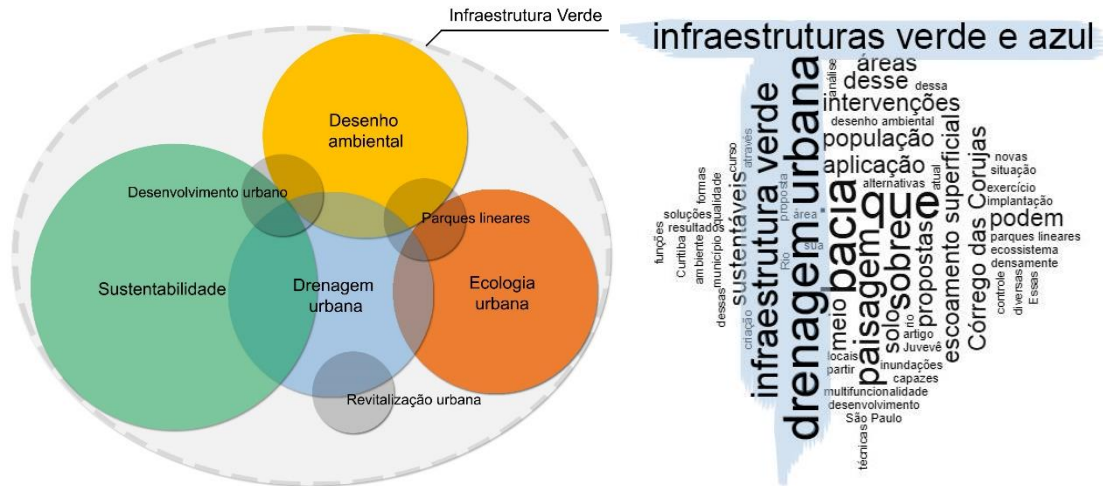 Infraestrutura Verde
Desenho
ambiental
Desenvolvimento urbano
Parques lineares
Sustentabilidade
Drenagem
urbana
Ecologia
urbana
Revitalização urbana
infraestruturas verde e azul
análise
áreas
desse
dessa
intervenções
desenho ambiental
população
aplicação
alternativas
atual
através
curso
sustentáveis
infraestrutura verde
drenagem urbana
proposta
área
sua
Rio
bacia
que
sobre
paisagem
propostas
escoamento superficial
Córrego das Corujas
novas
situação
exercício
implantação
podem
parques lineares
ecossistema
densamente
controle
diversas
Essas
formas
soluções
resultados
qualidade
funções
Curitiba
ambiente
município
dessas
criação
meio
solo
rio
artigo
Juvevê
locais
partir
inundações
capazes
multifuncionalidade
desenvolvimento
São Paulo
técnicas